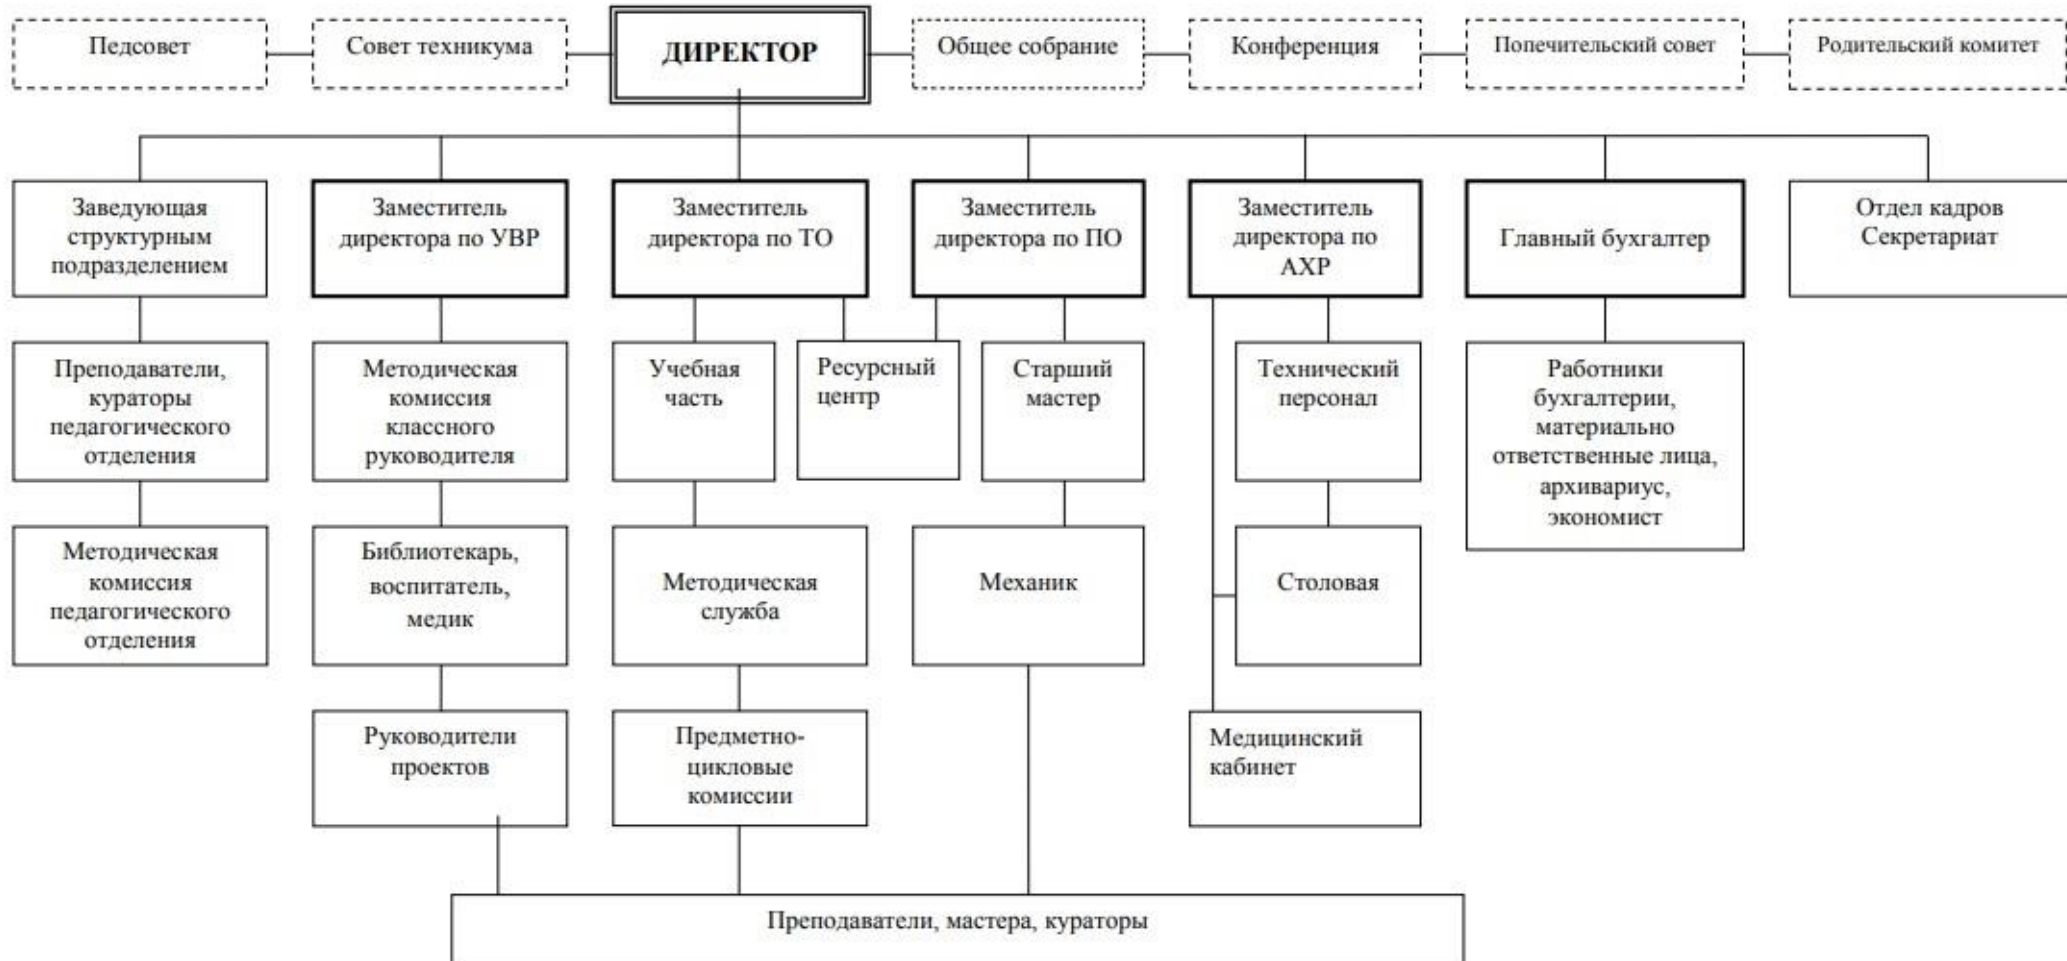 Педсовет
Совет техникума
ДИРЕКТОР
Общее собрание
Конференция
Попечительский совет
Родительский комитет
Заведующая
структурным
подразделением
Заместитель
директора по УВР
Заместитель
директора по ТО
Заместитель
директора по ПО
Заместитель
директора по
АХР
Главный бухгалтер
Отдел кадров
Секретариат
Преподаватели,
кураторы
педагогического
отделения
Методическая
комиссия
классного
руководителя
Учебная
часть
Ресурсный
центр
Старший
мастер
Технический
персонал
Работники
бухгалтерии,
материально
ответственные лица,
архивариус,
экономист
Методическая
комиссия
педагогического
отделения
Библиотекарь,
воспитатель,
медик
Методическая
служба
Механик
Столовая
Руководители
проектов
Предметно-
цикловые
комиссии
Медицинский
кабинет
Преподаватели, мастера, кураторы